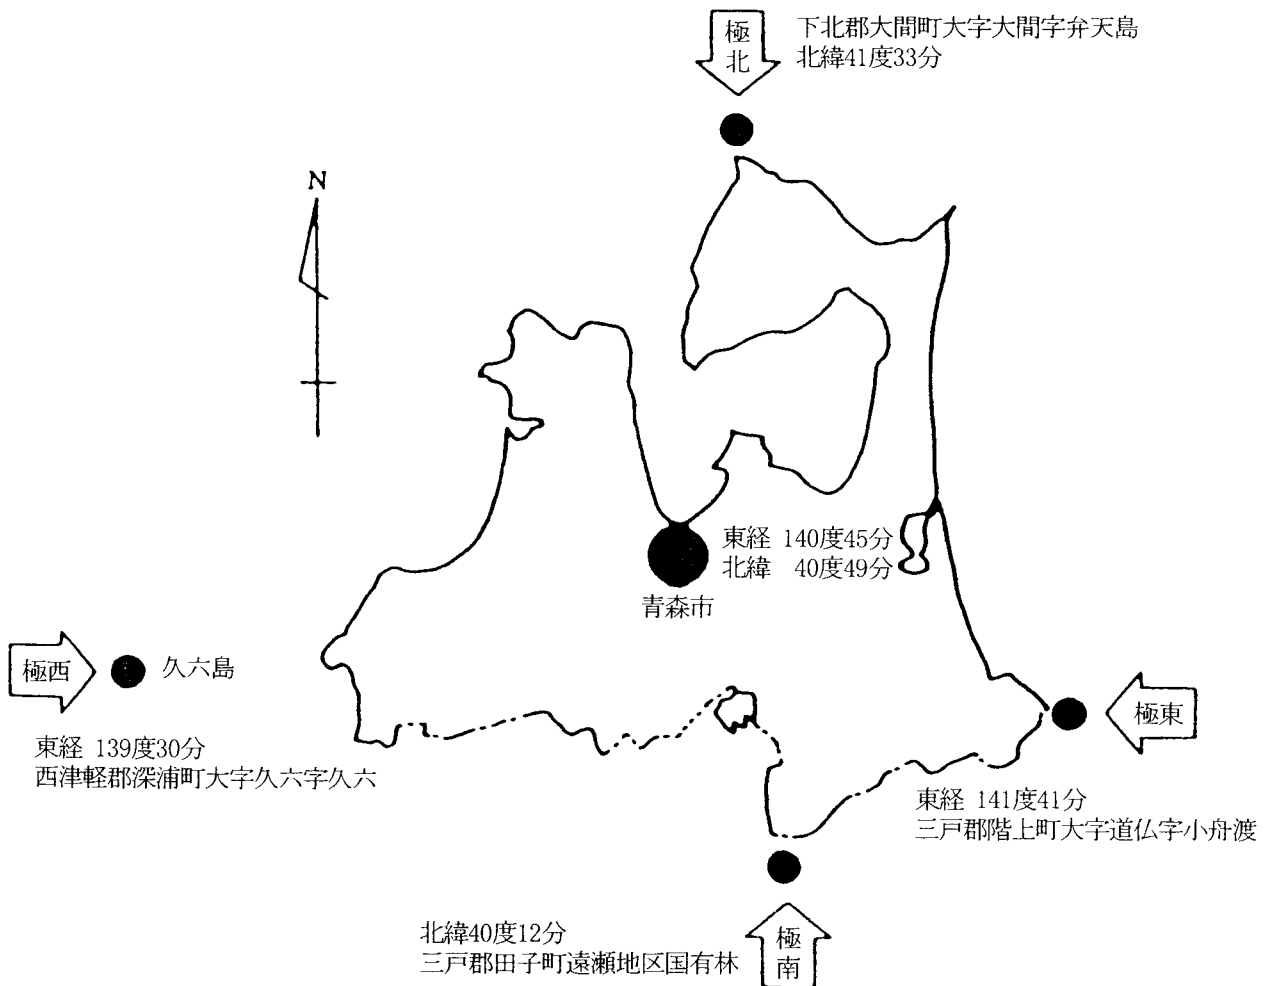 極北
下北郡大間町大字大間字弁天島
北緯41度33分
N
東経 140度45分
北緯 40度49分
青森市
極西
久六島
東経 139度30分
西津軽郡深浦町大字久六字久六
極東
東経 141度41分
三戸郡階上町大字道仏字小舟渡
北緯40度12分
三戸郡田子町遠瀬地区国有林
極南